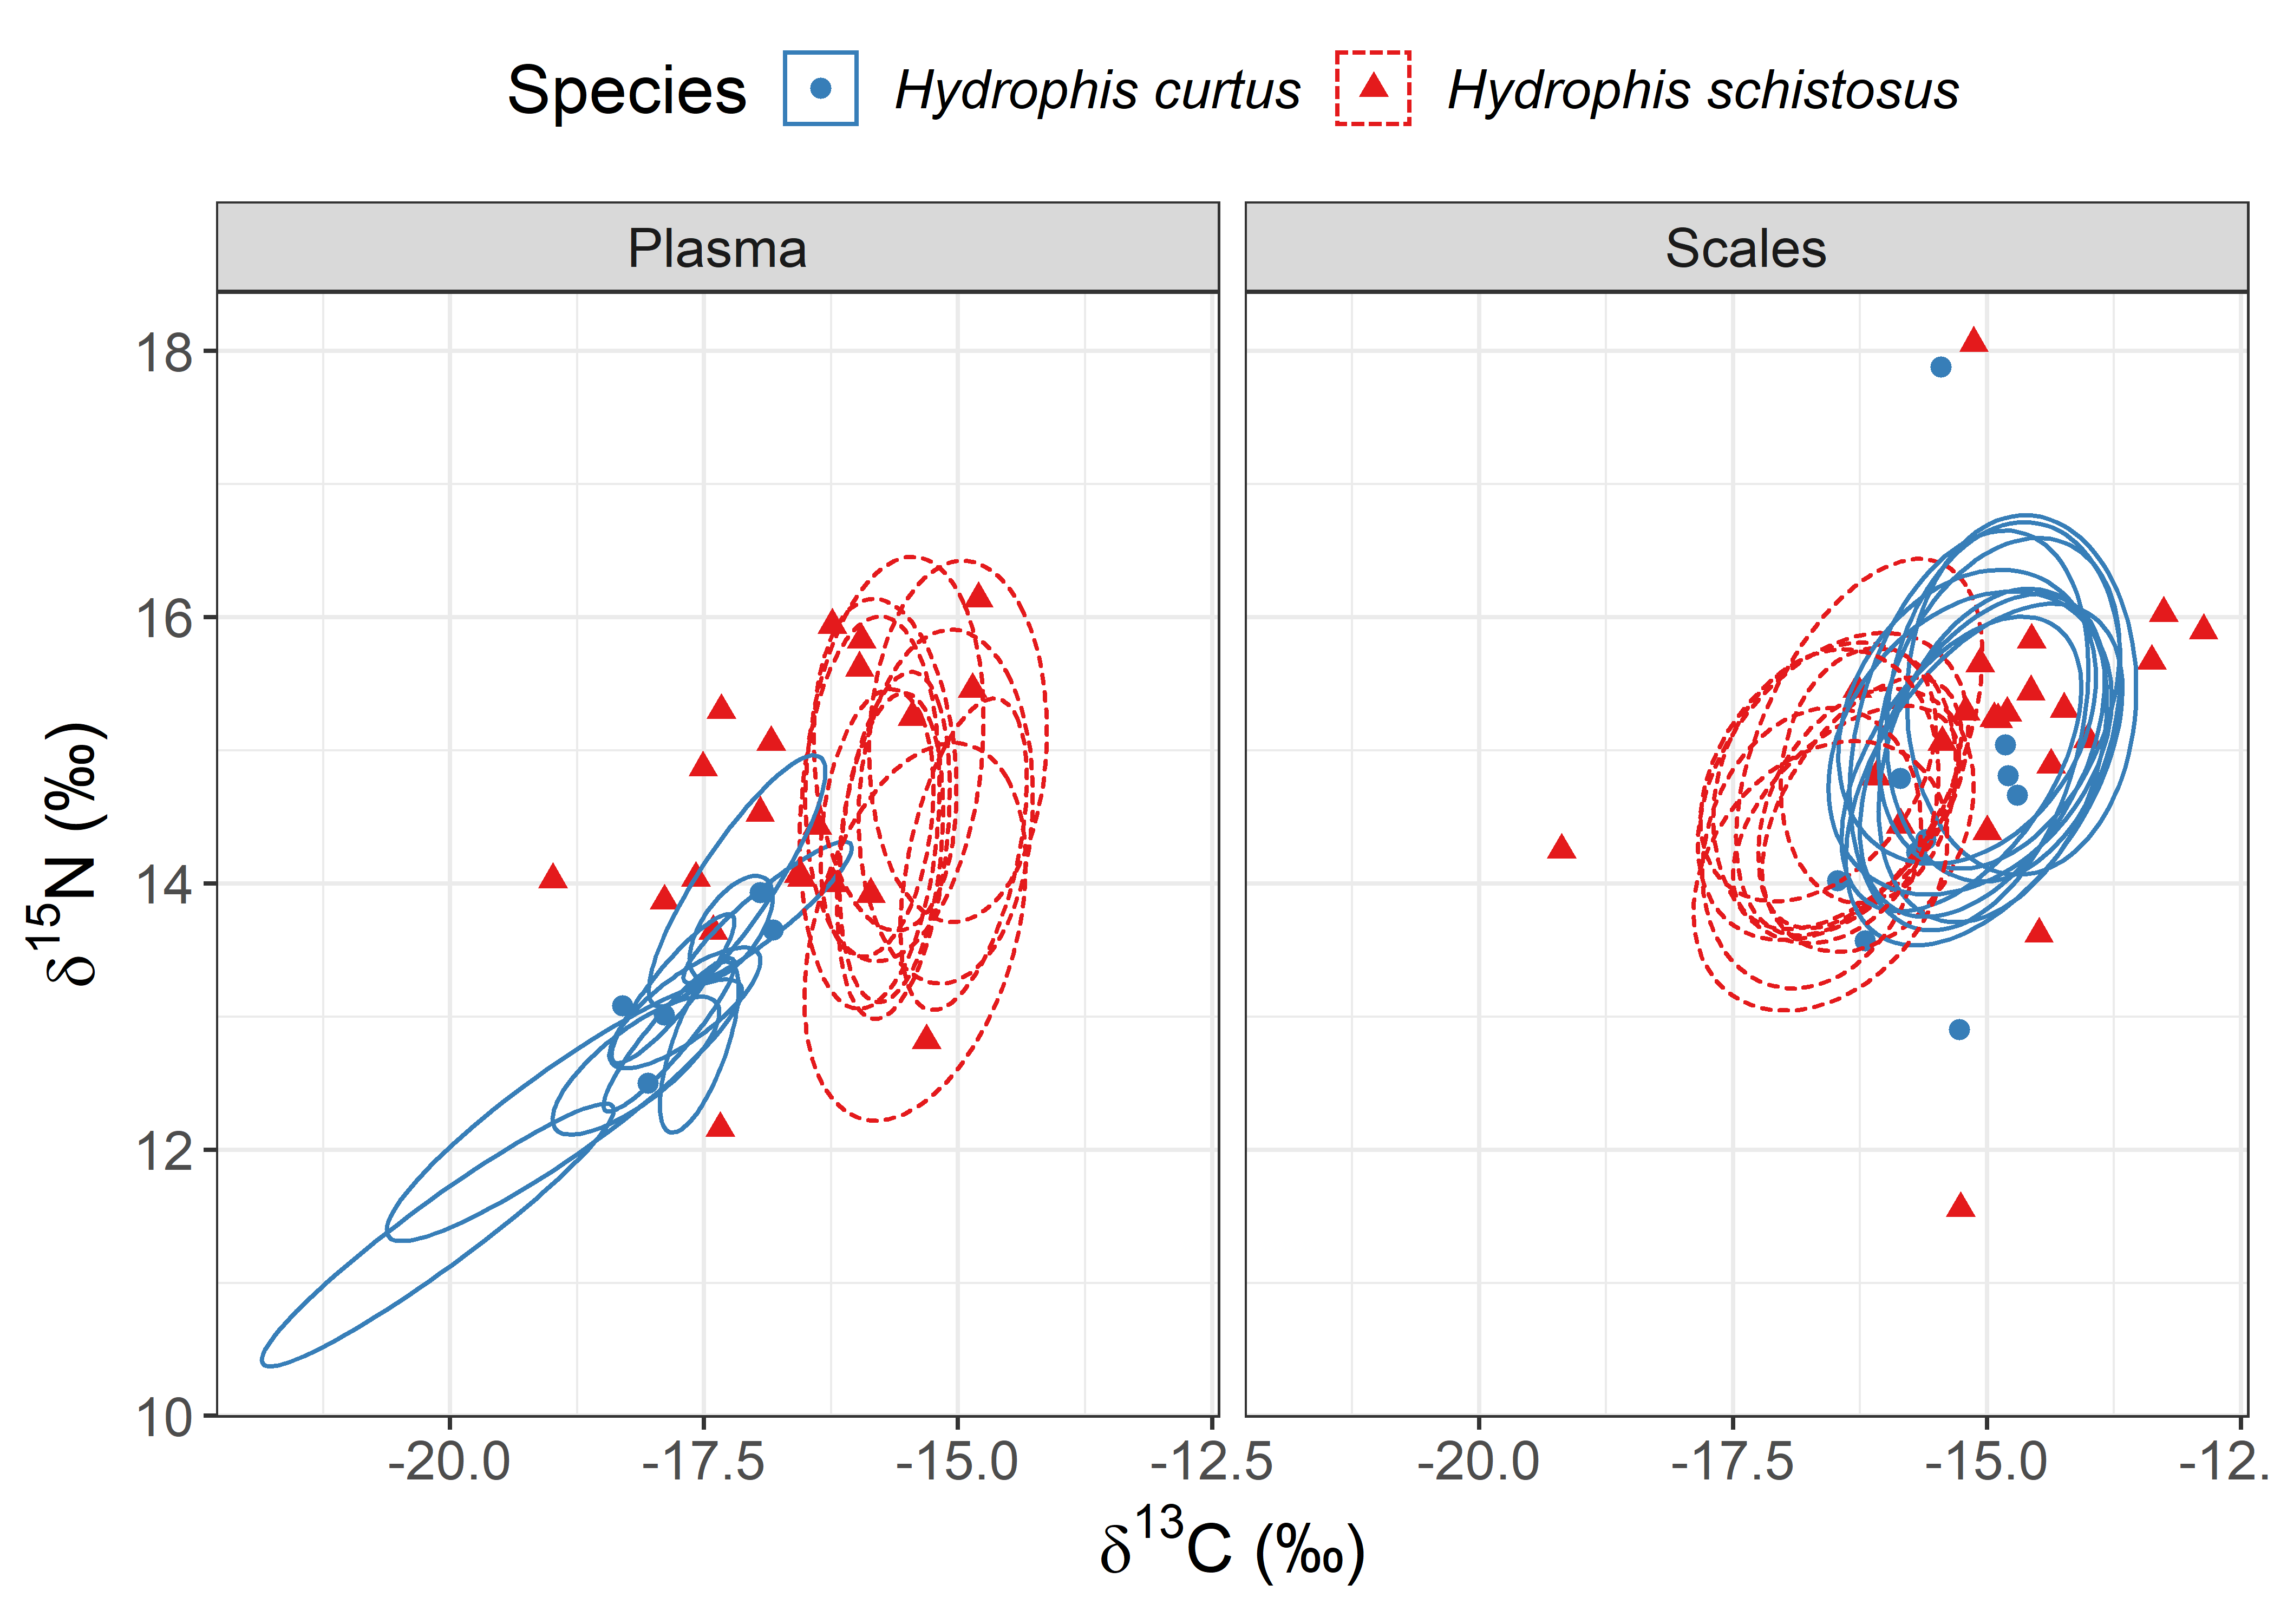 Species Hydrophis curtus Hydrophis schistosus
Plasma Scales
18
16
14
12
10
δ15N (‰)
-20.0 -17.5 -15.0 -12.5 -20.0 -17.5 -15.0 -12.
δ13C (‰)